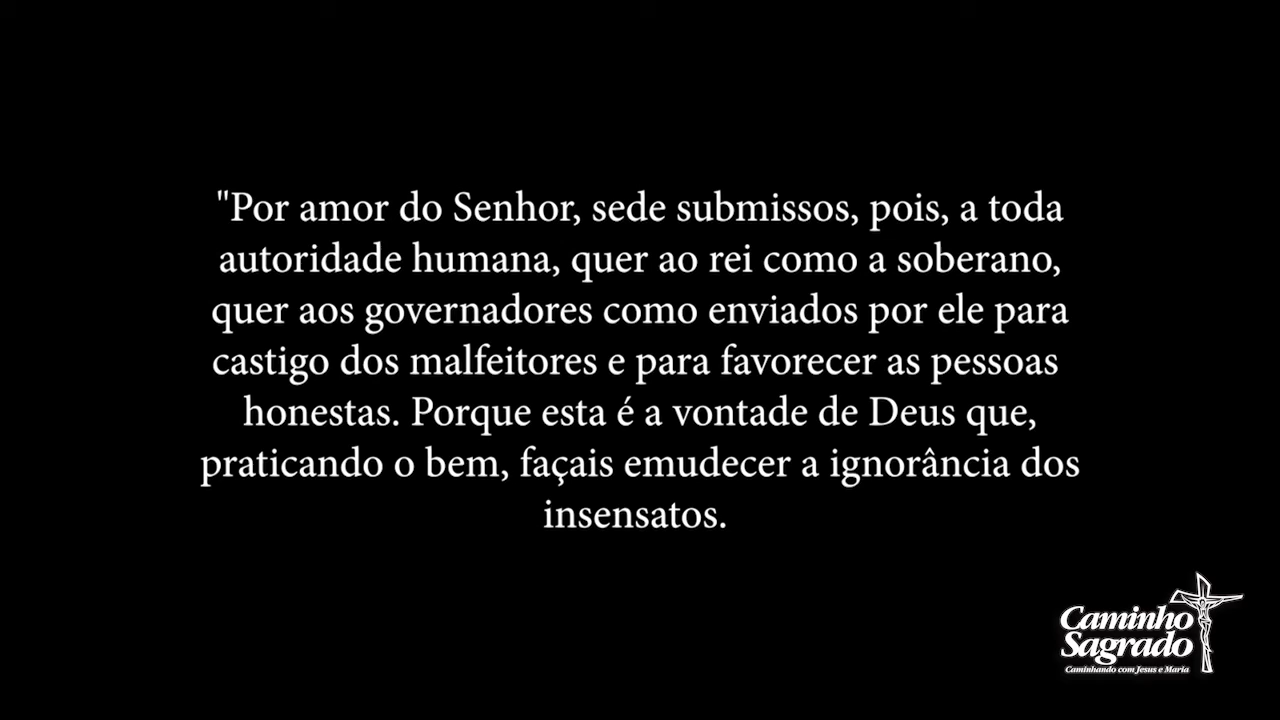 "Por amor do Senhor, sede submissos, pois, a toda
autoridade humana, quer ao rei como a soberano,
quer aos governadores como enviados por ele para
castigo dos malfeitores e para favorecer as pessoas
honestas. Porque esta é a vontade de Deus que,
praticando o bem, façais emudecer a ignorância dos
insensatos.
Caminho
Sagrado
Caminhando com Jesus e Maria